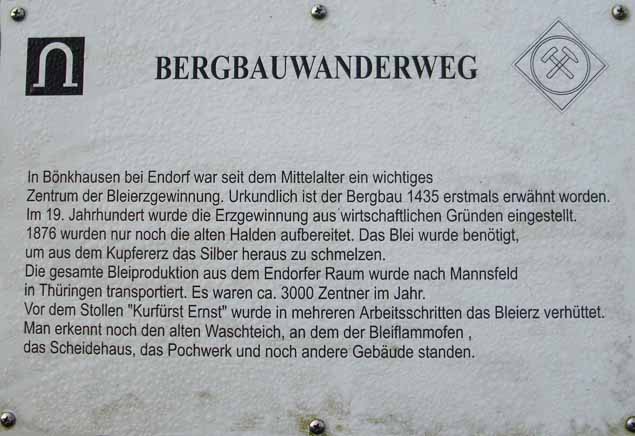 BERGBAUWANDERWEG
In Bönkhausen bei Endorf war seit dem Mittelalter ein wichtiges
Zentrum der Bleierzgewinnung. Urkundlich ist der Bergbau 1435 erstmals erwähnt worden.
Im 19. Jahrhundert wurde die Erzgewinnung aus wirtschaftlichen Gründen eingestellt.
1876 wurden nur noch die alten Halden aufbereitet. Das Blei wurde benötigt,
um aus dem Kupfererz das Silber heraus zu schmelzen.
Die gesamte Bleiproduktion aus dem Endorfer Raum wurde nach Mannsfeld
in Thüringen transportiert. Es waren ca. 3000 Zentner im Jahr.
Vor dem Stollen "Kurfürst Ernst" wurde in mehreren Arbeitsschritten das Bleierz verhüttet.
Man erkennt noch den alten Waschteich, an dem der Bleiflammofen ,
das Scheidehaus, das Pochwerk und noch andere Gebäude standen.